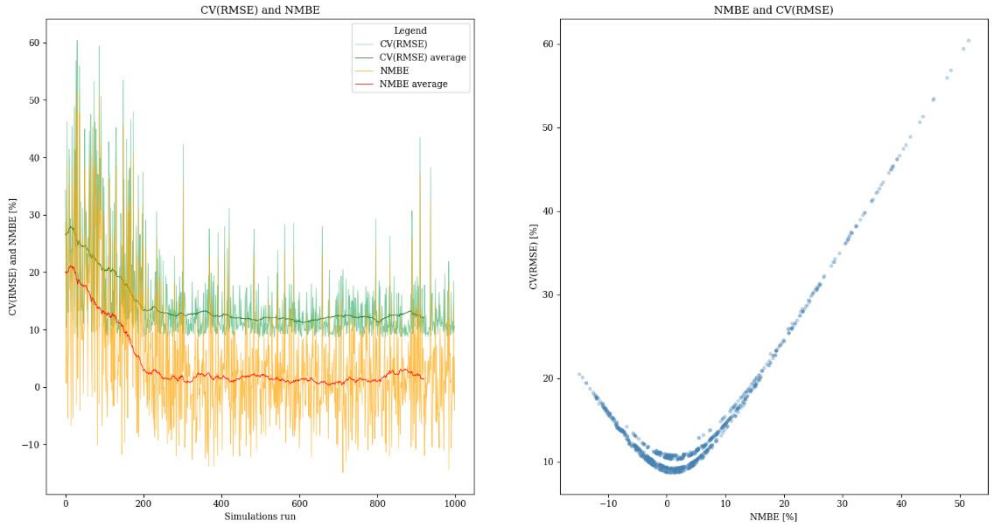 CV(RMSE) and NMBE
CV(RMSE) and NMBE [%]
60
50
40
30
20
10
0
−10
0
200
400
600
800
1000
Simulations run
Legend
CV(RMSE)
CV(RMSE) average
NMBE
NMBE average
NMBE and CV(RMSE)
CV(RMSE) [%]
60
50
40
30
20
10
−10
0
10
20
30
40
50
NMBE [%]